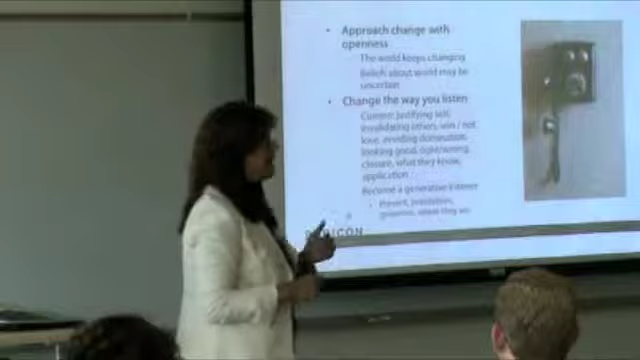 Approach change with
openness
The world keeps changing
Beliefs about world may be
uncertain
Change the way you listen
Current: Justifying self,
invalidating others, win / not
lose, avoiding domination,
looking good, right/wrong,
closure, what they know,
application
Become a generative listener
Present,